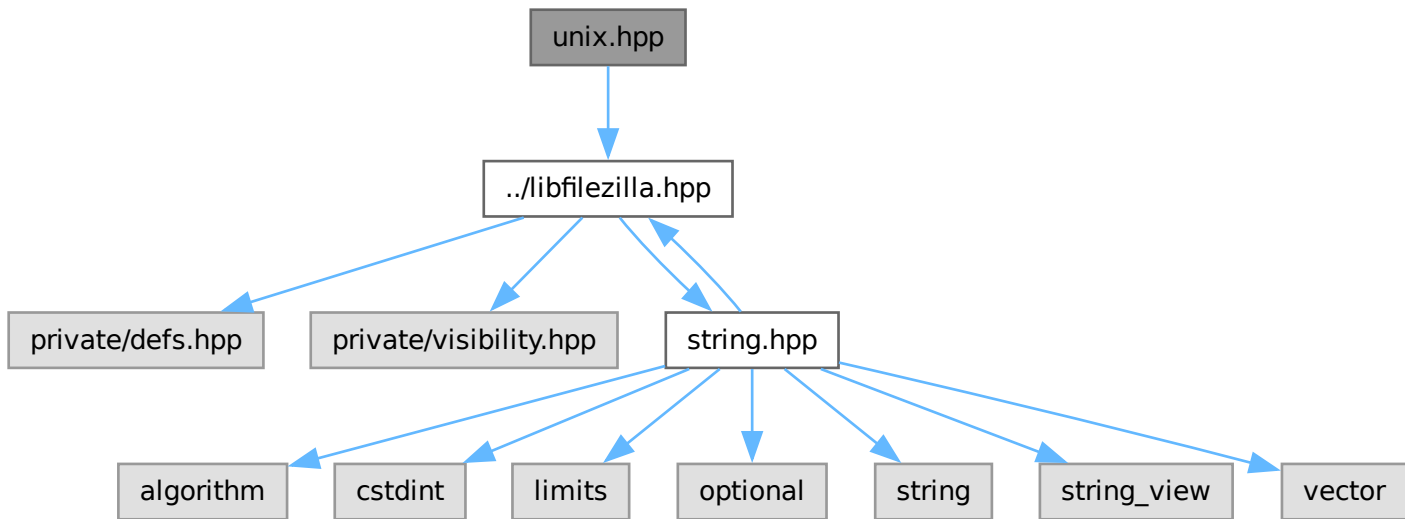 unix.hpp
../libfilezilla.hpp
private/defs.hpp
private/visibility.hpp
string.hpp
algorithm
cstdint
limits
optional
string
string_view
vector